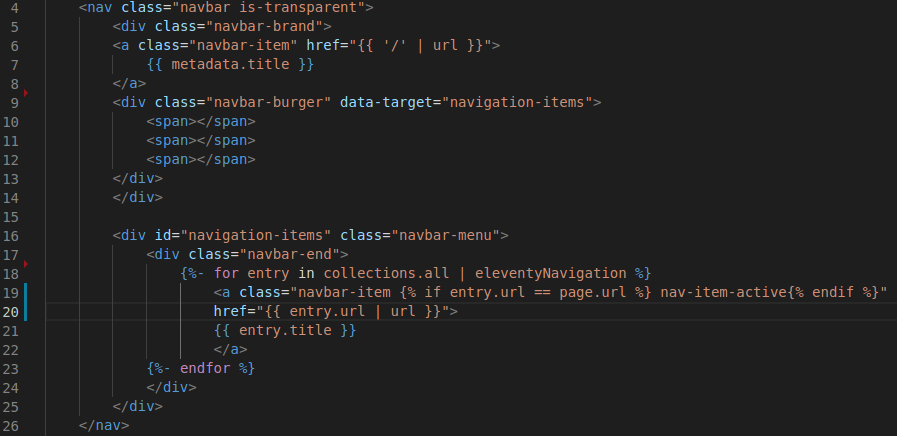 4 <nav class="navbar is-transparent">
5 <div class="navbar-brand">
6 <a class="navbar-item" href="{{ '/' | url }}">
7 {{ metadata.title }}
8 </a>
9 <div class="navbar-burger" data-target="navigation-items">
10 <span></span>
11 <span></span>
12 <span></span>
13 </div>
14 </div>
15
16 <div id="navigation-items" class="navbar-menu">
17 <div class="navbar-end">
18 {%- for entry in collections.all | eleventyNavigation %}
19 <a class="navbar-item {% if entry.url == page.url %} nav-item-active{% endif %}"
20 href="{{ entry.url | url }}">
21 {{ entry.title }}
22 </a>
23 {%- endfor %}
24 </div>
25 </div>
26 </nav>